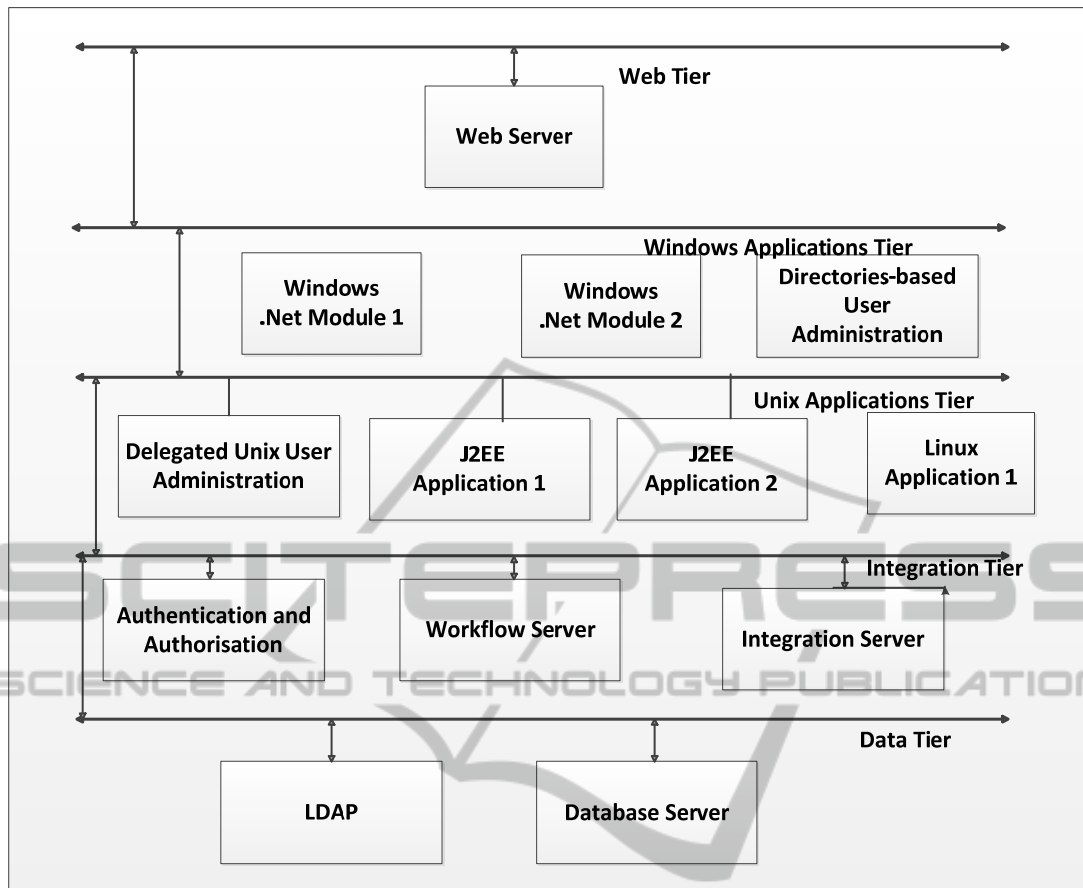 Web Tier
Web Server
Windows Applications Tier
Windows
.Net Module 1
Windows
.Net Module 2
Directories-based
User
Administration
Unix Applications Tier
Delegated Unix User
Administration
J2EE
Application 1
J2EE
Application 2
Linux
Application 1
Integration Tier
Authentication and
Authorisation
Workflow Server
Integration Server
SCITEPRESS
SCIENCE AND TECHNOLOGY PUBLICATION
Data Tier
LDAP
Database Server